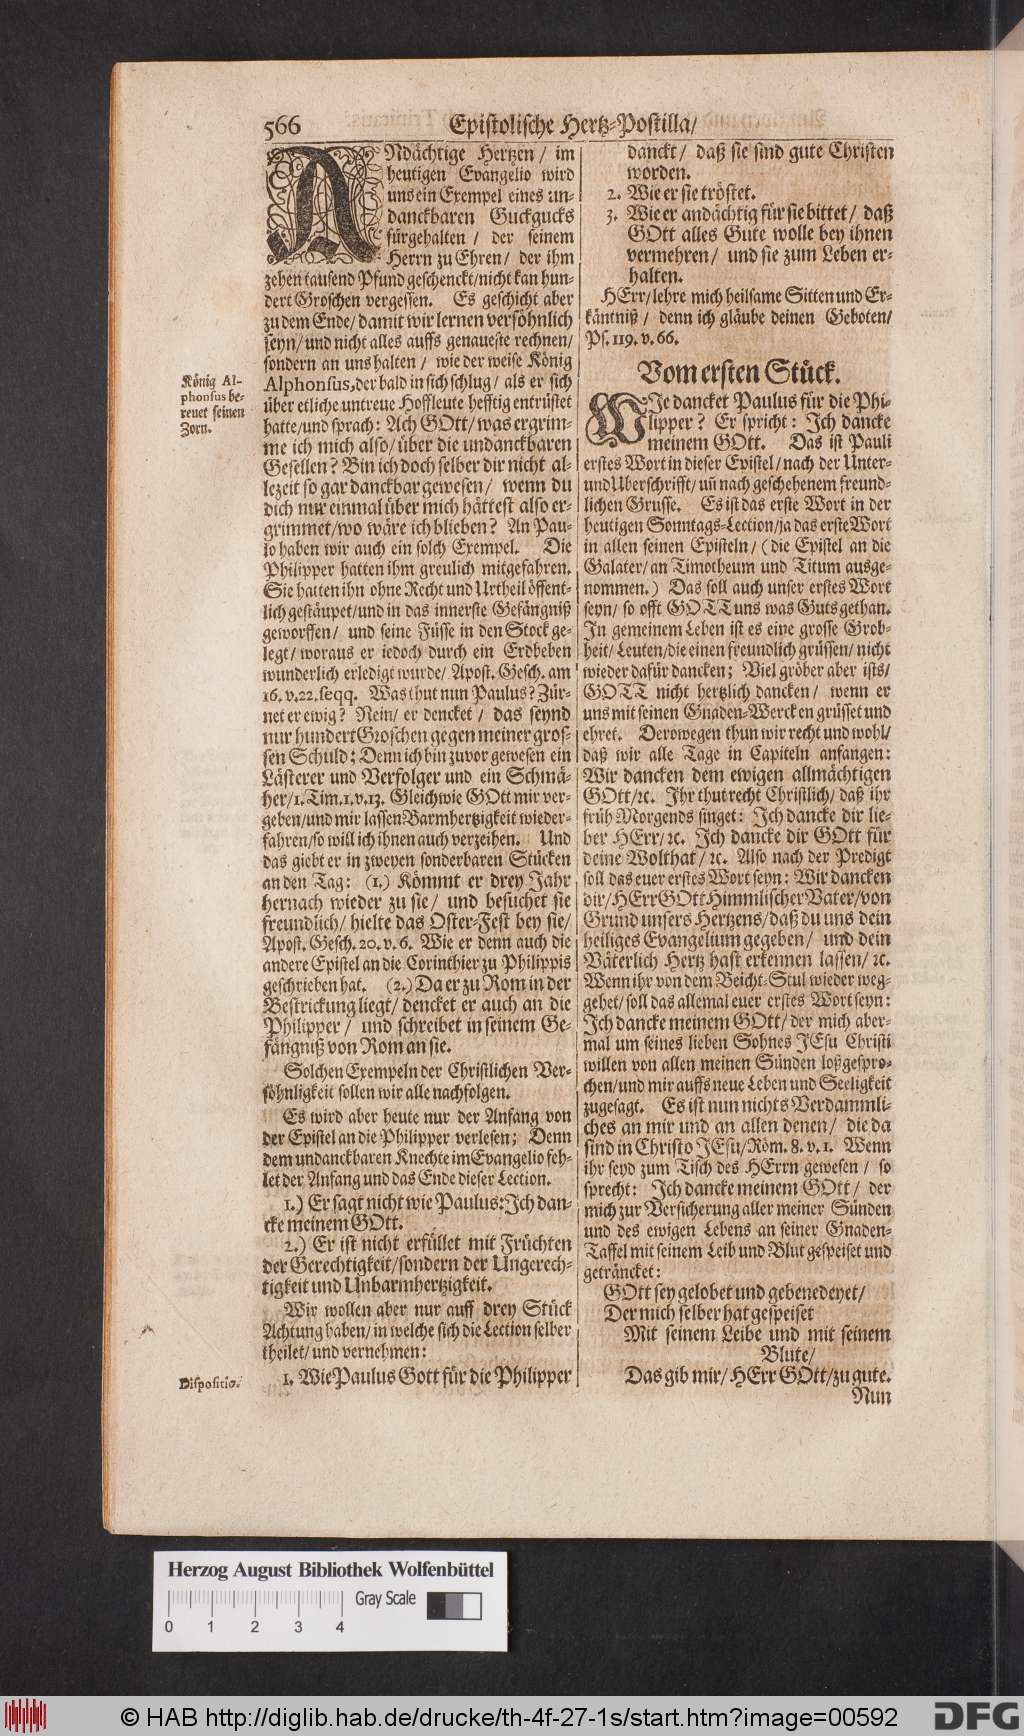 566 Epistolische Hertz-Postilla/
ANdächtige Hertzen / im
heutigen Evangelio wird
uns ein Exempel eines un-
danckbaren Guckgucks
fürgehalten / der seinem
Herrn zu Ehren / der ihm
zehen tausend Pfund geschenckt/nicht kan hun-
dert Groschen vergessen. Es geschicht aber
zu dem Ende/ damit wir lernen versöhnlich
seyn/ und nicht alles auffs genaueste rechnen/
sondern an uns halten / wie der weise König
Alphonsus, der bald in sich schlug / als er sich
über etliche untreue Hoffleute hefftig entrüstet
hatte/und sprach: Ach GOtt/ was ergrim-
me ich mich also/ über die undanckbaren
Gesellen? Bin ich doch selber dir nicht al-
lezeit so gar danckbar gewesen/ wenn du
dich nur einmal über mich hättest also er-
grimmet/wo wäre ich blieben? An Pau-
lo haben wir auch ein solch Exempel. Die
Philipper hatten ihm greulich mitgefahren.
Sie hatten ihn ohne Recht und Urtheil öffent-
lich gestäupet/und in das innerste Gefängniß
geworffen/ und seine Füsse in den Stock ge-
legt/ woraus er iedoch durch ein Erdbeben
wunderlich erledigt wurde/ Apost. Gesch. am
16. v. 22. seqq. Was thut nun Paulus? Zür-
net er ewig? Nein/ er dencket / das seynd
nur hundert Groschen gegen meiner gros-
sen Schuld: Denn ich bin zuvor gewesen ein
Lästerer und Verfolger und ein Schmä-
her/1. Tim. 1. v. 13. Gleichwie GOtt mir ver-
geben/und mir lassen Barmhertzigkeit wieder-
fahren/so will ich ihnen auch verzeihen. Und
das giebt er in zweyen sonderbaren Stücken
an den Tag: (1.) Kömmt er drey Jahr
hernach wieder zu sie / und besuchet sie
freundlich/ hielte das Oster-Fest bey sie/
Apost. Gesch. 20. v. 6. Wie er denn auch die
andere Epistel an die Corinthier zu Philippis
geschrieben hat. (2.) Da er zu Rom in der
Bestrickung liegt/ dencket er auch an die
Philipper / und schreibet in seinem Ge-
fängniß von Rom an sie.
Solchen Exempeln der Christlichen Ver-
söhnligkeit sollen wir alle nachfolgen.
Es wird aber heute nur der Anfang von
der Epistel an die Philipper verlesen; Denn
dem undanckbaren Knechte im Evangelio feh-
let der Anfang und das Ende dieser Lection.
1.) Er sagt nicht wie Paulus: Ich dan-
cke meinem GOtt.
2.) Er ist nicht erfüllet mit Früchten
der Gerechtigkeit/sondern der Ungerech-
tigkeit und Unbarmhertzigkeit.
Wir wollen aber nur auff drey Stück
Achtung haben/ in welche sich die Lection selber
theilet/ und vernehmen:
1. Wie Paulus Gott für die Philipper
König Al-
phonsus be-
reuet seinen
Zorn.
Dispositio.
danckt/ daß sie sind gute Christen
worden.
2. Wie er sie tröstet.
3. Wie er andächtig für sie bittet/ daß
GOtt alles Gute wolle bey ihnen
vermehren/ und sie zum Leben er-
halten.
HErr/lehre mich heilsame Sitten und Er-
käntniß / denn ich gläube deinen Geboten/
Ps. 119. v. 66.
Vom ersten Stück.
WIe dancket Paulus für die Phi-
lipper? Er spricht: Ich dancke
meinem GOtt. Das ist Pauli
erstes Wort in dieser Epistel/ nach der Unter-
und Uberschrifft/ uñ nach geschehenem freund-
lichen Grusse. Es ist das erste Wort in der
heutigen Sonntags-Lection/ja das erste Wort
in allen seinen Episteln/ (die Epistel an die
Galater/ an Timotheum und Titum ausge-
nommen.) Das soll auch unser erstes Wort
seyn/ so offt GOTT uns was Guts gethan.
In gemeinem Leben ist es eine grosse Grob-
heit/ Leuten/die einen freundlich grüssen/ nicht
wieder dafür dancken; Viel gröber aber ists/
GOTT nicht hertzlich dancken/ wenn er
uns mit seinen Gnaden-Wercken grüsset und
ehret. Derowegen thun wir recht und wohl/
daß wir alle Tage in Capiteln anfangen:
Wir dancken dem ewigen allmächtigen
GOtt/ ꝛc. Ihr thut recht Christlich/ daß ihr
früh Morgends singet: Ich dancke dir lie-
ber HErr/ ꝛc. Ich dancke dir GOtt für
deine Wolthat/ ꝛc. Also nach der Predigt
soll das euer erstes Wort seyn: Wir dancken
dir/ HErr GOtt Himmlischer Vater/ von
Grund unsers Hertzens/ daß du uns dein
heiliges Evangelium gegeben/ und dein
Väterlich Hertz hast erkennen lassen/ ꝛc.
Wenn ihr von dem Beicht-Stul wieder weg-
gehet/ soll das allemal euer erstes Wort seyn:
Ich dancke meinem GOtt/ der mich aber-
mal um seines lieben Sohnes JEsu Christi
willen von allen meinen Sünden loßgespro-
chen/und mir auffs neue Leben und Seeligkeit
zugesagt. Es ist nun nichts Verdammli-
ches an mir und an allen denen/ die da
sind in Christo JEsu/ Röm. 8. v. 1. Wenn
ihr seyd zum Tisch des HErrn gewesen / so
sprecht: Ich dancke meinem GOtt/ der
mich zur Versicherung aller meiner Sünden
und des ewigen Lebens an seiner Gnaden-
Taffel mit seinem Leib und Blut gespeiset und
geträncket:
GOtt sey gelobet und gebenedeyet/
Der mich selber hat gespeiset
Mit seinem Leibe und mit seinem
Blute/
Das gib mir/ HErr GOtt/ zu gute.
Nun
Herzog August Bibliothek Wolfenbüttel
Gray Scale
0 1 2 3 4
© HAB http://diglib.hab.de/drucke/th-4f-27-1s/start.htm?image=00592
DFG